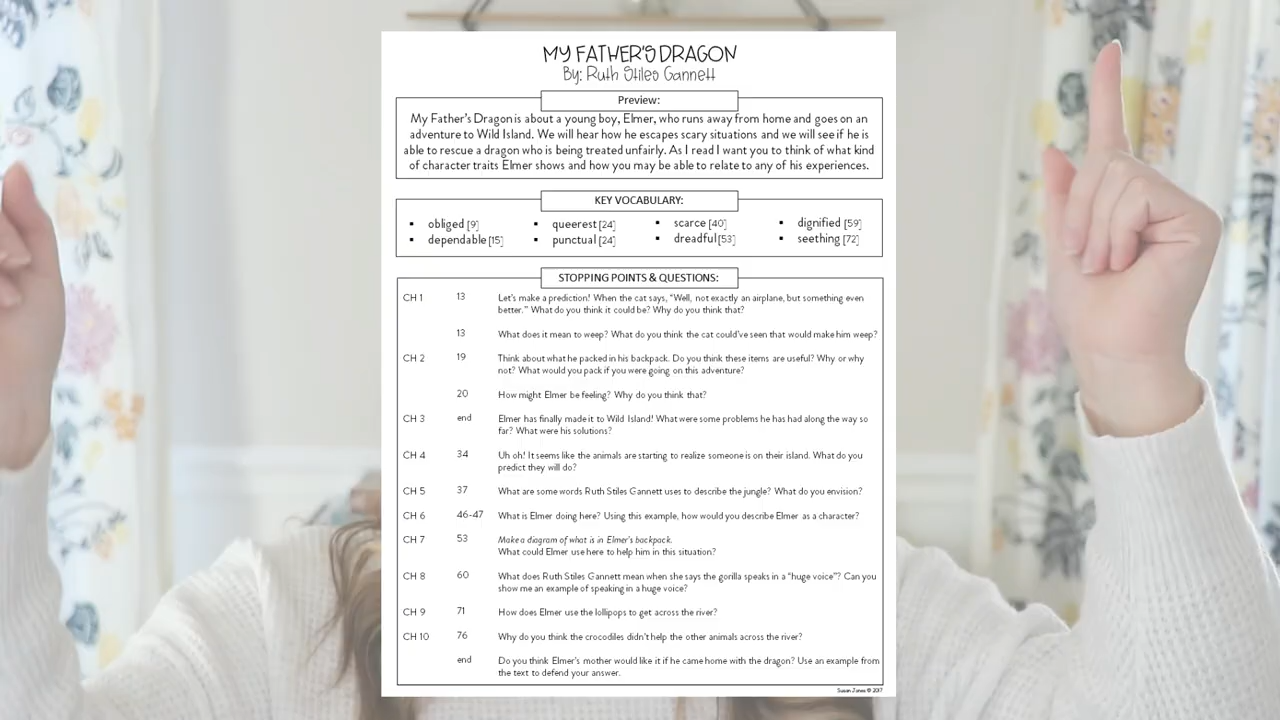 MY FATHER'S DRAGON
By: Ruth Stiles Gannett
Preview:
My Father's Dragon is about a young boy, Elmer, who runs away from home and goes on an
adventure to Wild Island. We will hear how he escapes scary situations and we will see if he is
able to rescue a dragon who is being treated unfairly. As I read I want you to think of what kind
of character traits Elmer shows and how you may be able to relate to any of his experiences.
KEY VOCABULARY:
▪ obliged [9] ▪ queerest [24] ▪ scarce [40] ▪ dignified [59]
▪ dependable [15] ▪ punctual [24] ▪ dreadful [53] ▪ seething [72]
STOPPING POINTS & QUESTIONS:
CH 1 13 Let's make a prediction! When the cat says, "Well, not exactly an airplane, but something even
better." What do you think it could be? Why do you think that?
13 What does it mean to weep? What do you think the cat could've seen that would make him weep?
CH 2 19 Think about what he packed in his backpack. Do you think these items are useful? Why or why
not? What would you pack if you were going on this adventure?
20 How might Elmer be feeling? Why do you think that?
CH 3 end Elmer has finally made it to Wild Island! What were some problems he has had along the way so
far? What were his solutions?
CH 4 34 Uh oh! It seems like the animals are starting to realize someone is on their island. What do you
predict they will do?
CH 5 37 What are some words Ruth Stiles Gannett uses to describe the jungle? What do you envision?
CH 6 46-47 What is Elmer doing here? Using this example, how would you describe Elmer as a character?
CH 7 53 Make a diagram of what is in Elmer's backpack.
What could Elmer use here to help him in this situation?
CH 8 60 What does Ruth Stiles Gannett mean when she says the gorilla speaks in a "huge voice"? Can you
show me an example of speaking in a huge voice?
CH 9 71 How does Elmer use the lollipops to get across the river?
CH 10 76 Why do you think the crocodiles didn't help the other animals across the river?
end Do you think Elmer's mother would like it if he came home with the dragon? Use an example from
the text to defend your answer.
Susan Jones © 2017